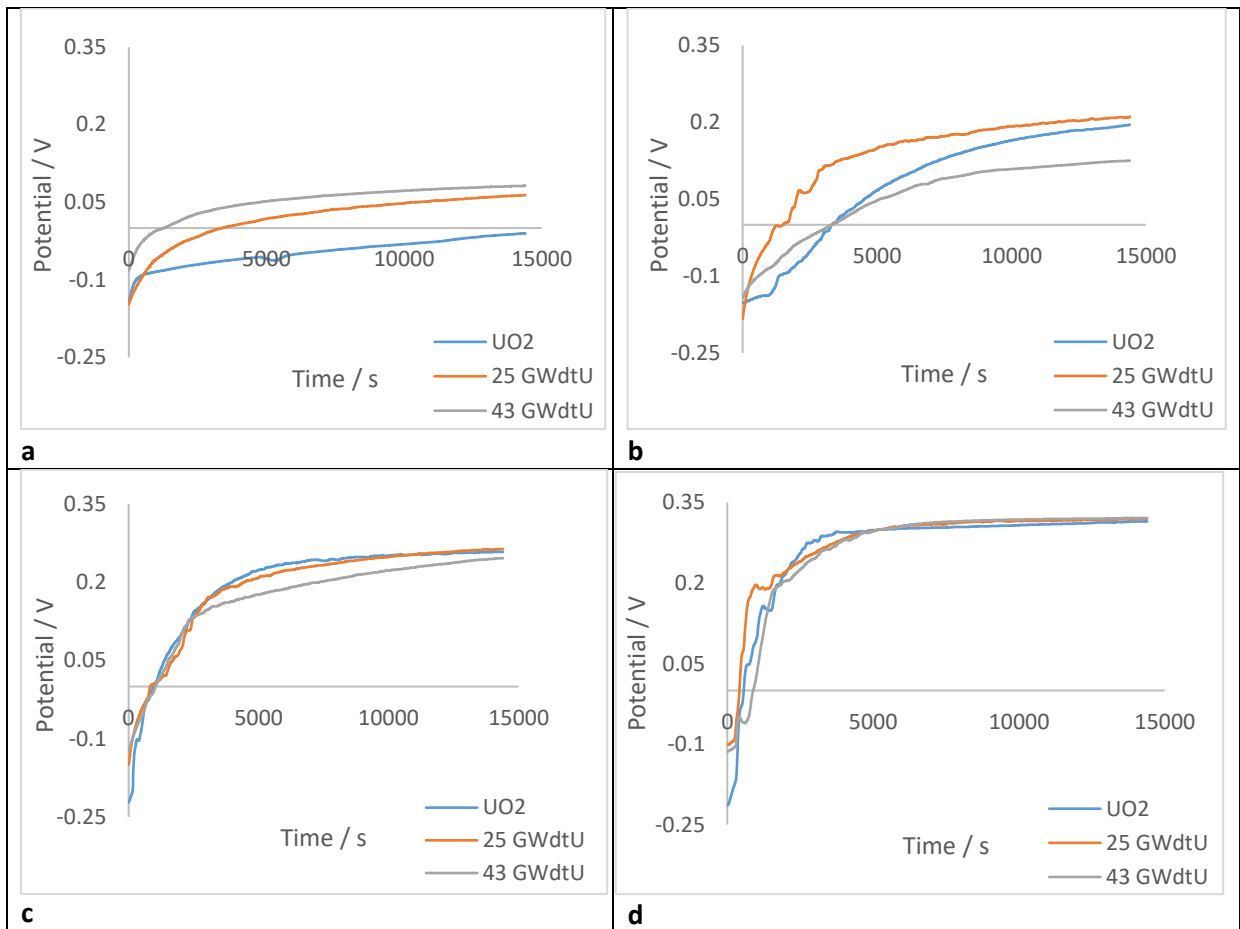 0.35
0.2
0.05
-0.1
-0.25
0 5000 10000 15000
Potential / V
Time / s
UO2
25 GWdtU
43 GWdtU
a
0.35
0.2
0.05
-0.1
-0.25
0 5000 10000 15000
Potential / V
Time / s
UO2
25 GWdtU
43 GWdtU
b
0.35
0.2
0.05
-0.1
-0.25
0 5000 10000 15000
Potential / V
Time / s
UO2
25 GWdtU
43 GWdtU
c
0.35
0.2
0.05
-0.1
-0.25
0 5000 10000 15000
Potential / V
Time / s
UO2
25 GWdtU
43 GWdtU
d